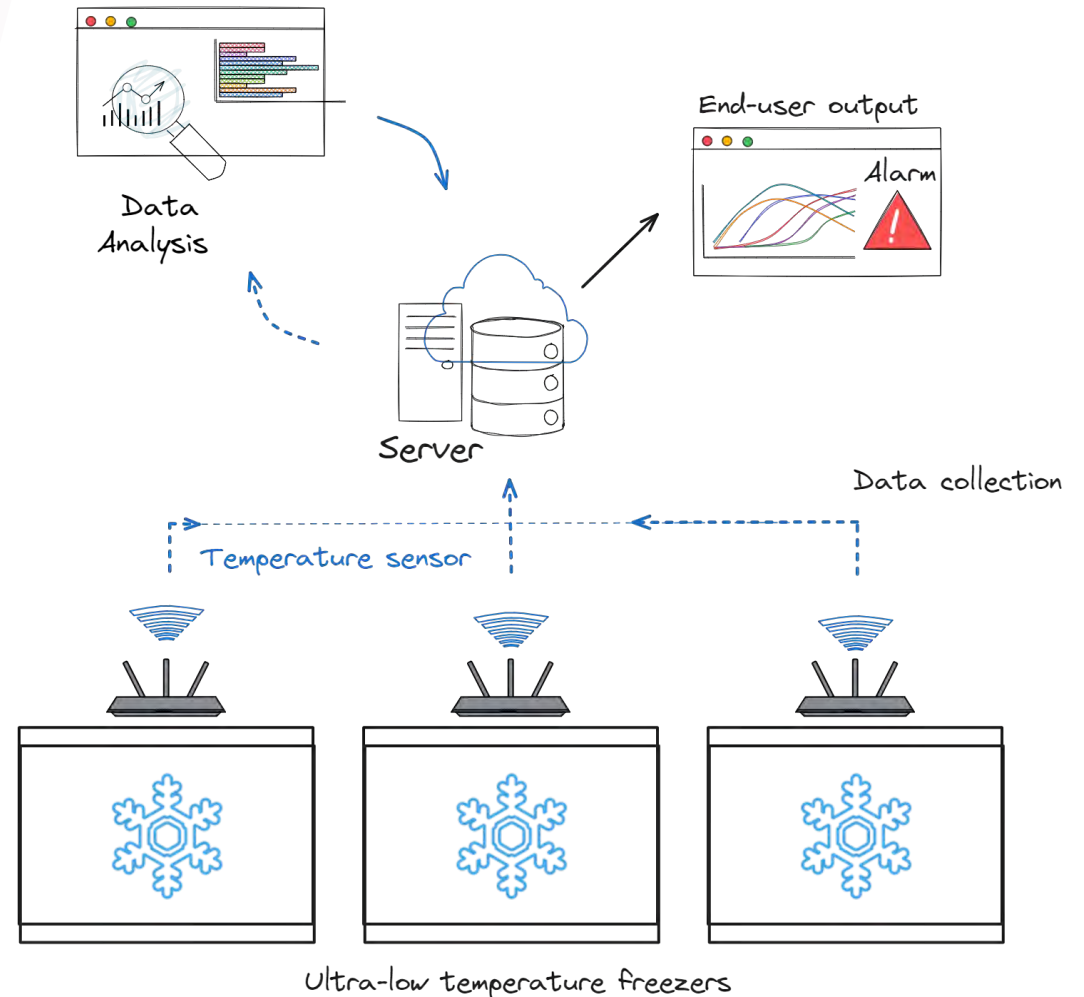 End-user output
Alarm
Data
Analysis
Server
Data collection
Temperature sensor
Ultra-low temperature freezers